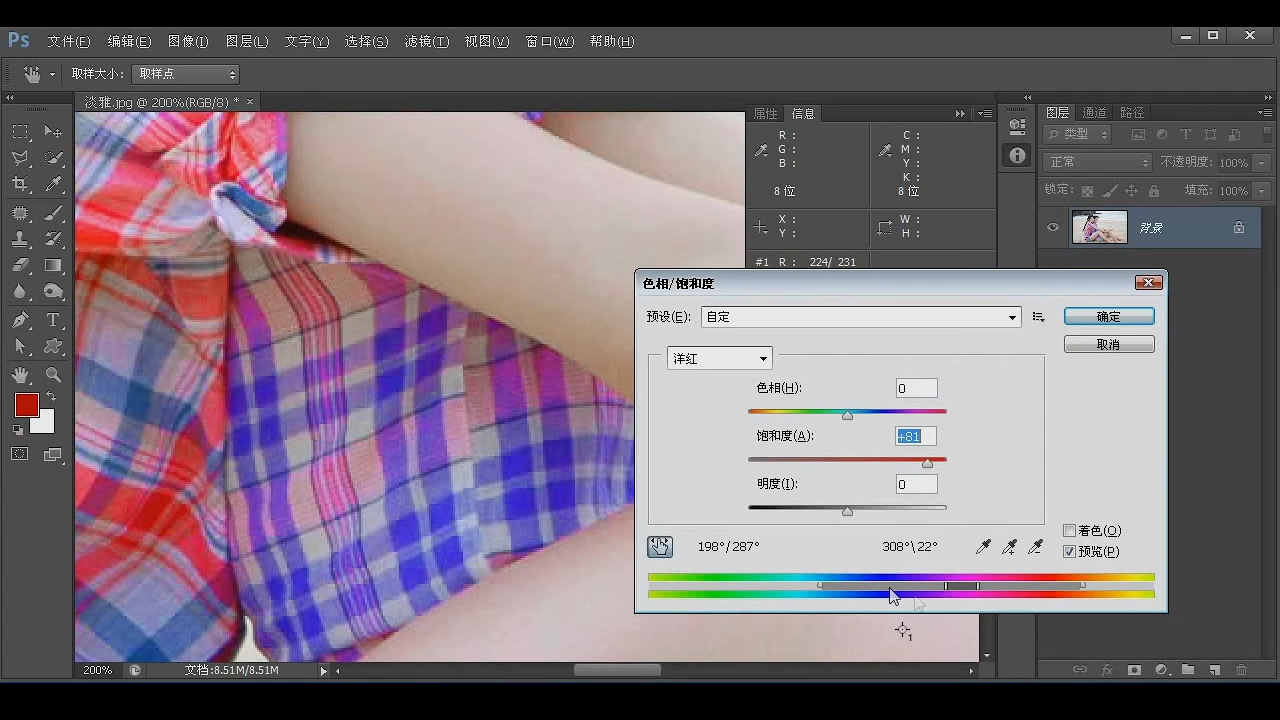 Ps 文件(F) 编辑(E) 图像(I) 图层(L) 文字(Y) 选择(S) 滤镜(T) 视图(V) 窗口(W) 帮助(H)
取样大小: 取样点
淡雅.jpg @ 200%(RGB/8) * ×
属性 信息
R: C:
G: M:
B: Y:
K:
8 位 8 位
X: W:
Y: H:
#1 R: 224/ 231
图层 通道 路径
类型 T
正常 不透明度: 100%
锁定: 填充: 100%
背景
色相/饱和度
预设(E): 自定
确定
取消
洋红
色相(H): 0
饱和度(A): +81
明度(I): 0
着色(O)
预览(P)
198°/287° 308°\22°
1
200% 文档:8.51M/8.51M
fx